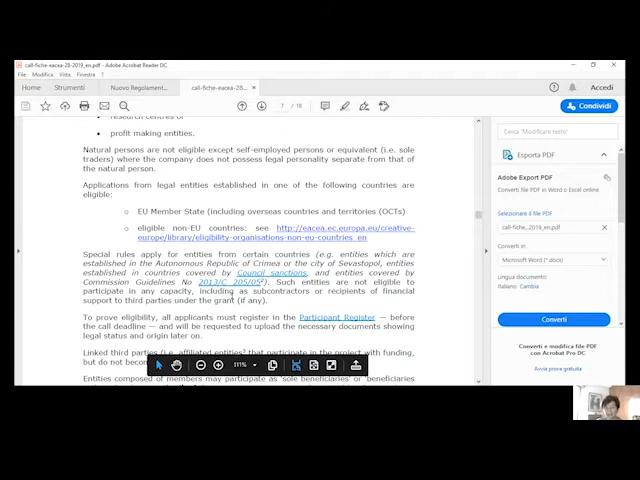 call-fiche-eacea-28-2019_en.pdf - Adobe Acrobat Reader DC
File Modifica Vista Finestra ?
Home Strumenti Nuovo Regolament... call-fiche-eacea-28-... × Accedi
7 / 18 Condividi
research centres or
• profit making entities.
Natural persons are not eligible except self-employed persons or equivalent (i.e. sole
traders) where the company does not possess legal personality separate from that of
the natural person.
Applications from legal entities established in one of the following countries are
eligible:
o EU Member State (including overseas countries and territories (OCTs)
o eligible non-EU countries: see http://eacea.ec.europa.eu/creative-
europe/library/eligibility-organisations-non-eu-countries_en
Special rules apply for entities from certain countries (e.g. entities which are
established in the Autonomous Republic of Crimea or the city of Sevastopol, entities
established in countries covered by Council sanctions, and entities covered by
Commission Guidelines No 2013/C 205/05²). Such entities are not eligible to
participate in any capacity, including as subcontractors or recipients of financial
support to third parties under the grant (if any).
To prove eligibility, all applicants must register in the Participant Register — before
the call deadline — and will be requested to upload the necessary documents showing
legal status and origin later on.
Linked third parties (i.e. affiliated entities³ that participate in the project with funding,
but do not becom
Entities composed of members may participate as 'sole beneficiaries' or 'beneficiaries
111%
Cerca 'Modificare testo'
Esporta PDF
Adobe Export PDF
Converti file PDF in Word o Excel online
Selezionare il file PDF
call-fic..._2019_en.pdf ×
Converti in
Microsoft Word (*.docx)
Lingua documento:
Italiano Cambia
Converti
Converti e modifica file PDF
con Acrobat Pro DC
Avvia prova gratuita